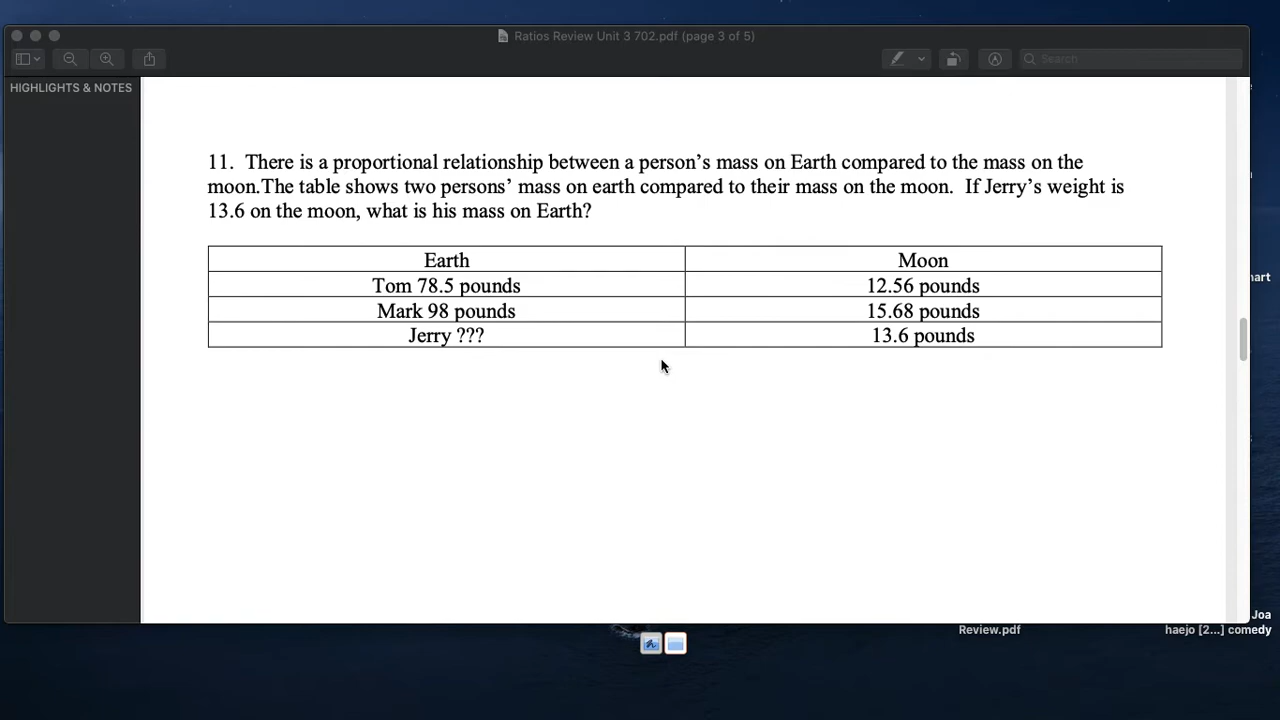 Ratios Review Unit 3 702.pdf (page 3 of 5)
Search
HIGHLIGHTS & NOTES
11. There is a proportional relationship between a person’s mass on Earth compared to the mass on the
moon.The table shows two persons’ mass on earth compared to their mass on the moon. If Jerry’s weight is
13.6 on the moon, what is his mass on Earth?
Earth Moon
Tom 78.5 pounds 12.56 pounds
Mark 98 pounds 15.68 pounds
Jerry ??? 13.6 pounds
Joa
Review.pdf haejo [2...] comedy